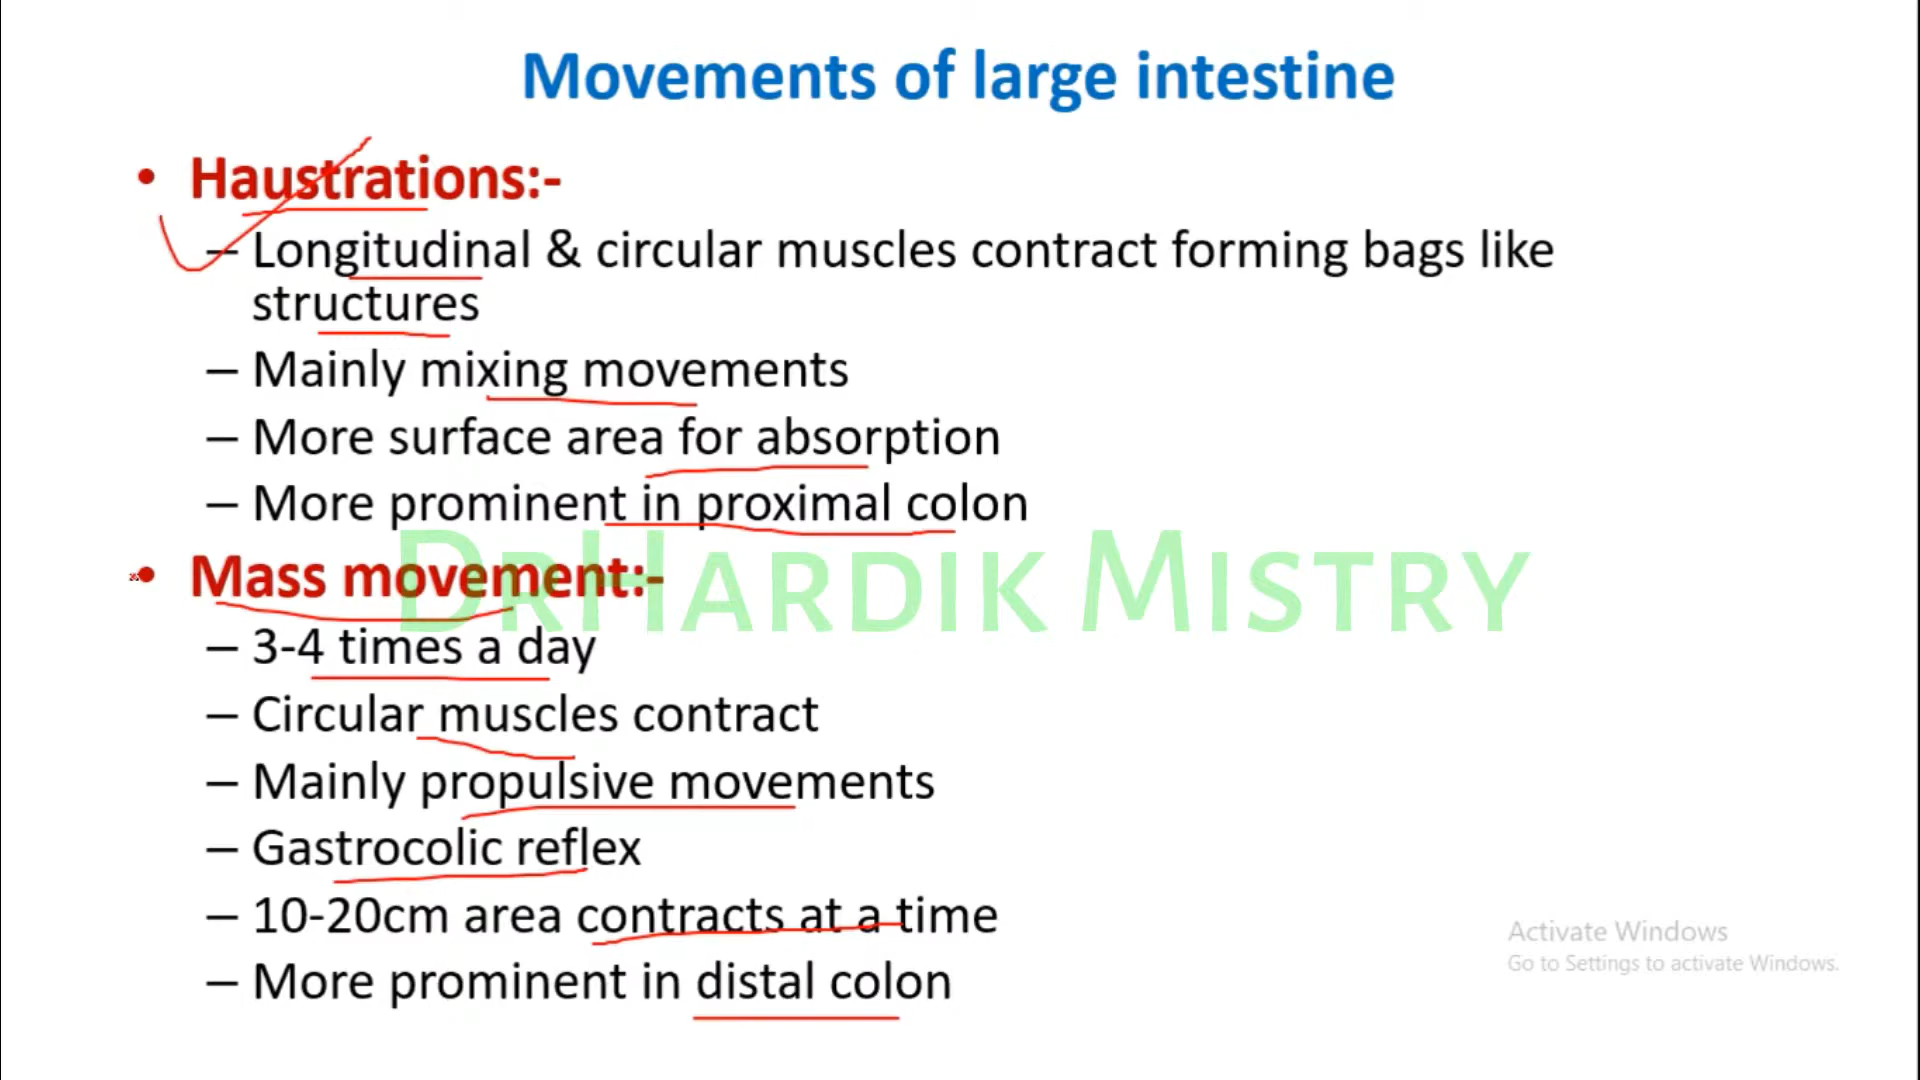 Movements of large intestine
• Haustrations:-
– Longitudinal & circular muscles contract forming bags like
structures
– Mainly mixing movements
– More surface area for absorption
– More prominent in proximal colon
• Mass movement:-
DrHardik Mistry
– 3-4 times a day
– Circular muscles contract
– Mainly propulsive movements
– Gastrocolic reflex
– 10-20cm area contracts at a time
– More prominent in distal colon
Activate Windows
Go to Settings to activate Windows.